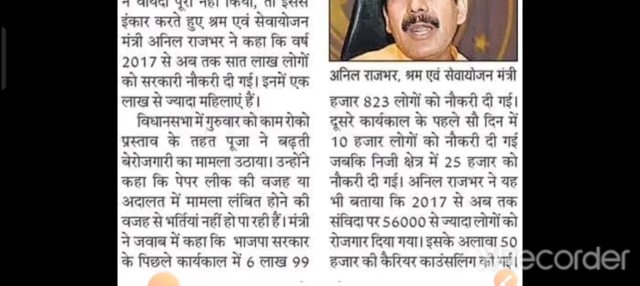 ने वायदा पूरा नहीं किया, तो इससे
इंकार करते हुए श्रम एवं सेवायोजन
मंत्री अनिल राजभर ने कहा कि वर्ष
2017 से अब तक सात लाख लोगों
को सरकारी नौकरी दी गई। इनमें एक
लाख से ज्यादा महिलाएं हैं।
विधानसभा में गुरुवार को काम रोको
प्रस्ताव के तहत पूजा ने बढ़ती
बेरोजगारी का मामला उठाया। उन्होंने
कहा कि पेपर लीक की वजह या
अदालत में मामला लंबित होने की
वजह से भर्तियां नहीं हो पा रही हैं। मंत्री
ने जवाब में कहा कि भाजपा सरकार
के पिछले कार्यकाल में 6 लाख 99
अनिल राजभर, श्रम एवं सेवायोजन मंत्री
हजार 823 लोगों को नौकरी दी गई।
दूसरे कार्यकाल के पहले सौ दिन में
10 हजार लोगों को नौकरी दी गई
जबकि निजी क्षेत्र में 25 हजार को
नौकरी दी गई। अनिल राजभर ने यह
भी बताया कि 2017 से अब तक
संविदा पर 56000 से ज्यादा लोगों को
रोजगार दिया गया। इसके अलावा 50
हजार की कैरियर काउंसलिंग की गई।
ecorder